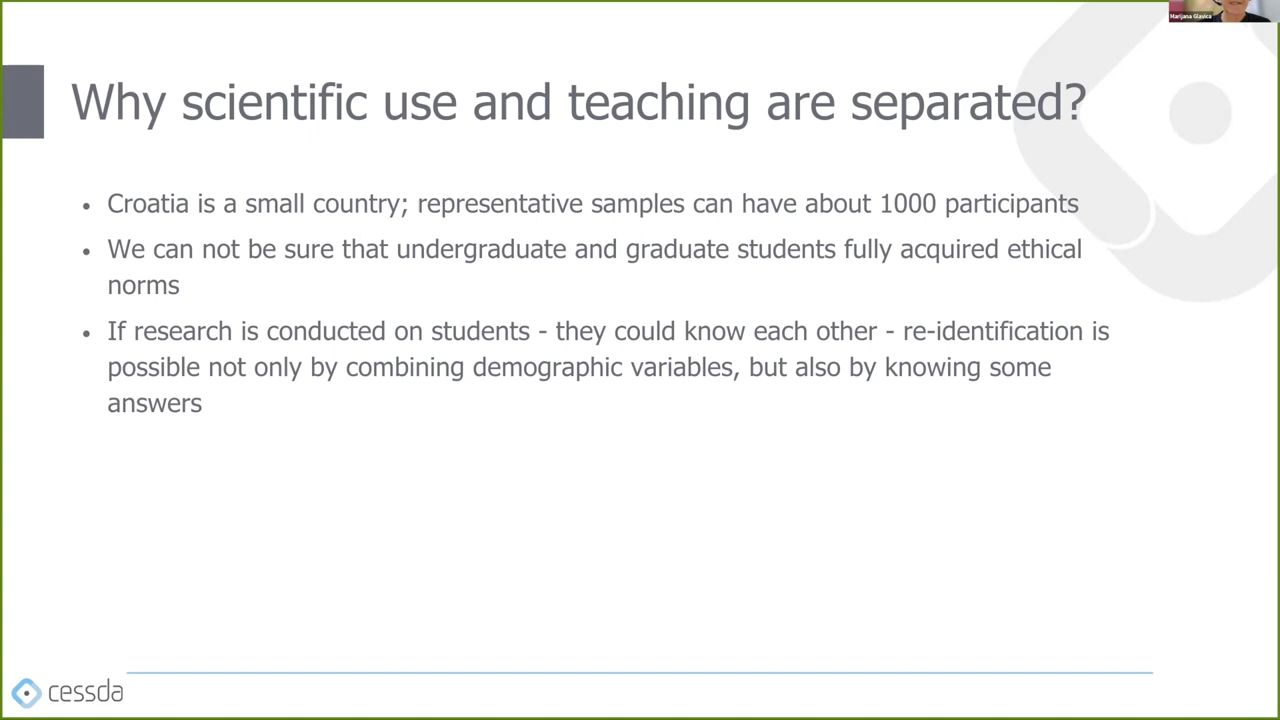 Marijana Glavica
Why scientific use and teaching are separated?
• Croatia is a small country; representative samples can have about 1000 participants
• We can not be sure that undergraduate and graduate students fully acquired ethical
norms
• If research is conducted on students - they could know each other - re-identification is
possible not only by combining demographic variables, but also by knowing some
answers
cessda